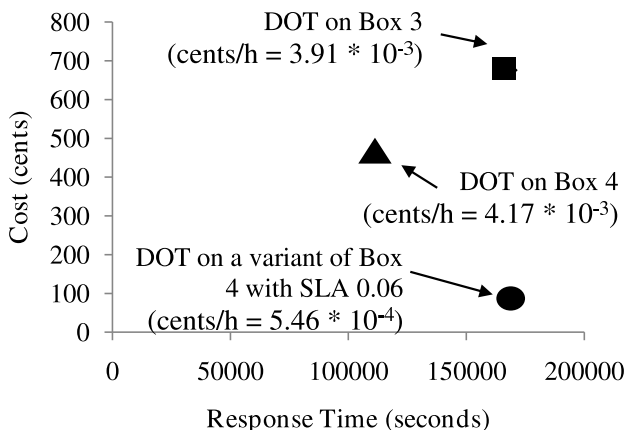 800
700
600
500
400
300
200
100
0
Cost (cents)
DOT on Box 3
(cents/h = 3.91 * 10-3)
DOT on Box 4
(cents/h = 4.17 * 10-3)
DOT on a variant of Box
4 with SLA 0.06
(cents/h = 5.46 * 10-4)
0 50000 100000 150000 200000
Response Time (seconds)